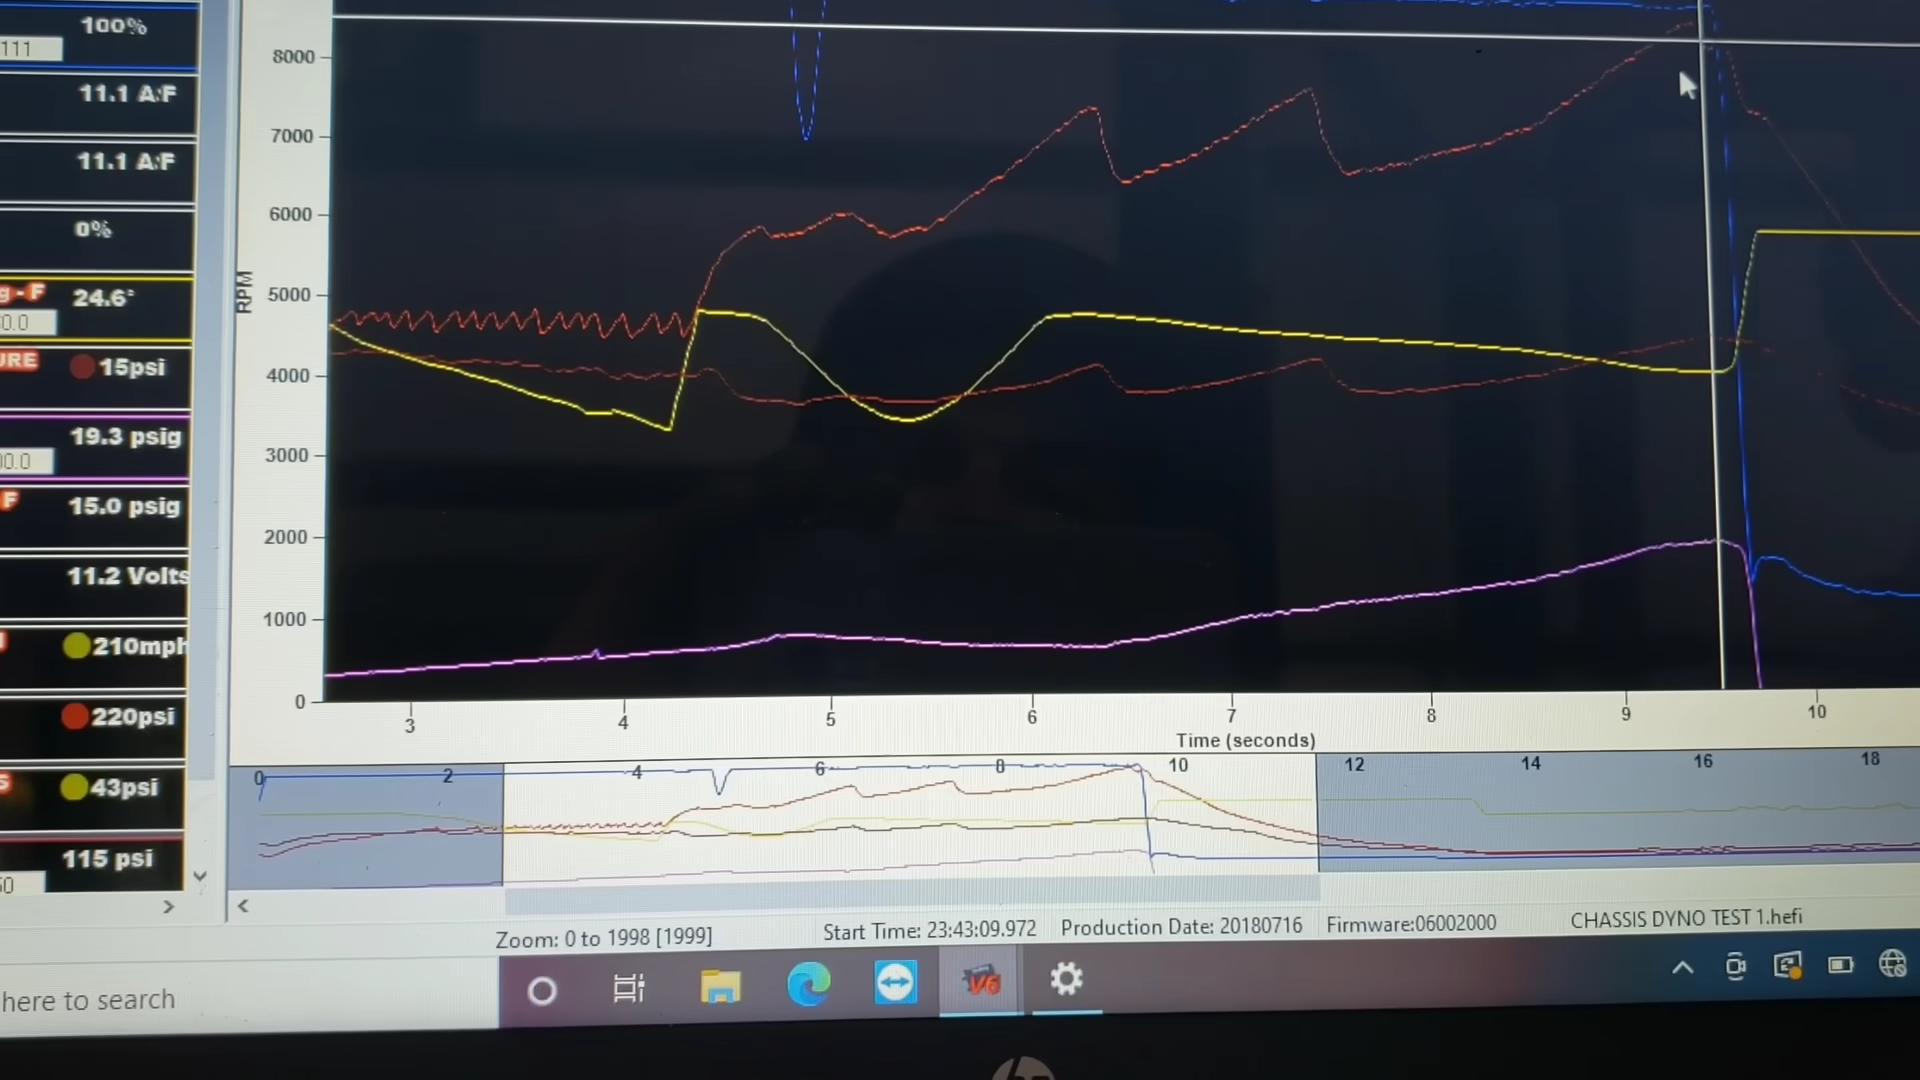 100%
111
11.1 A:F
11.1 A:F
0%
g - F
24.6°
0.0
URE
15psi
19.3 psig
00.0
F
15.0 psig
11.2 Volts
210mph
220psi
S
43psi
115 psi
50
8000
7000
6000
5000
4000
3000
2000
1000
0
RPM
3 4 5 6 7 8 9 10
Time (seconds)
0 2 4 6 8 10 12 14 16 18
Zoom: 0 to 1998 [1999]
Start Time: 23:43:09.972
Production Date: 20180716
Firmware:06002000
CHASSIS DYNO TEST 1.hefi
here to search
V6
hp